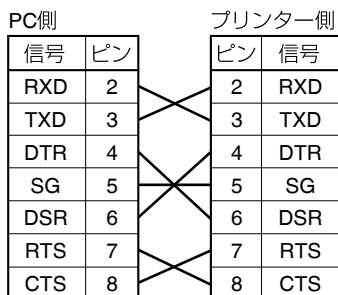 PC側 プリンター側
信号 ピン ピン 信号
RXD 2 2 RXD
TXD 3 3 TXD
DTR 4 4 DTR
SG 5 5 SG
DSR 6 6 DSR
RTS 7 7 RTS
CTS 8 8 CTS